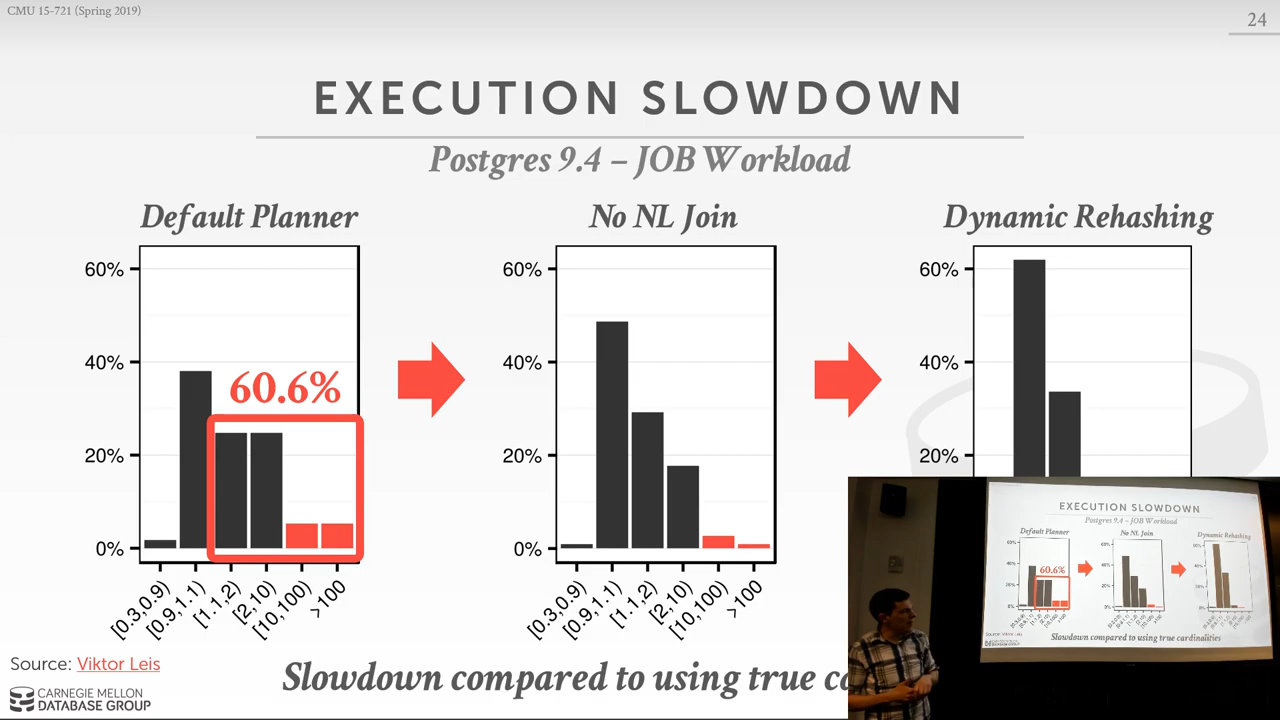 CMU 15-721 (Spring 2019)
24
EXECUTION SLOWDOWN
Postgres 9.4 – JOB Workload
Default Planner
No NL Join
Dynamic Rehashing
60%
40%
20%
0%
60.6%
[0.3,0.9)
[0.9,1.1)
[1.1,2)
[2,10)
[10,100)
>100
60%
40%
20%
0%
[0.3,0.9)
[0.9,1.1)
[1.1,2)
[2,10)
[10,100)
>100
60%
40%
20%
Source: Viktor Leis
Slowdown compared to using true
CARNEGIE MELLON
DATABASE GROUP
EXECUTION SLOWDOWN
Postgres 9.4 – JOB Workload
Default Planner
No NL Join
Dynamic Rehashing
60.6%
Slowdown compared to using true cardinalities